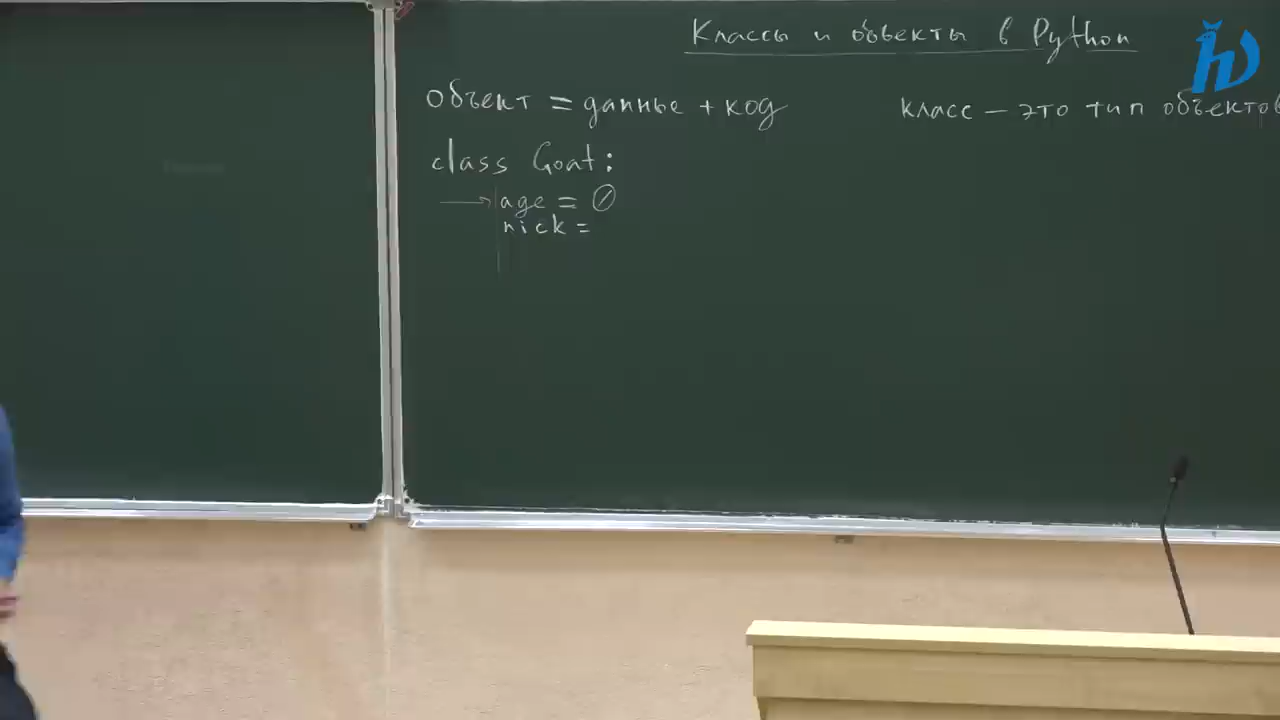 Классы и объекты в Python
объект = данные + код
класс — это тип объектов
class Goat:
→ age = 0
nick =